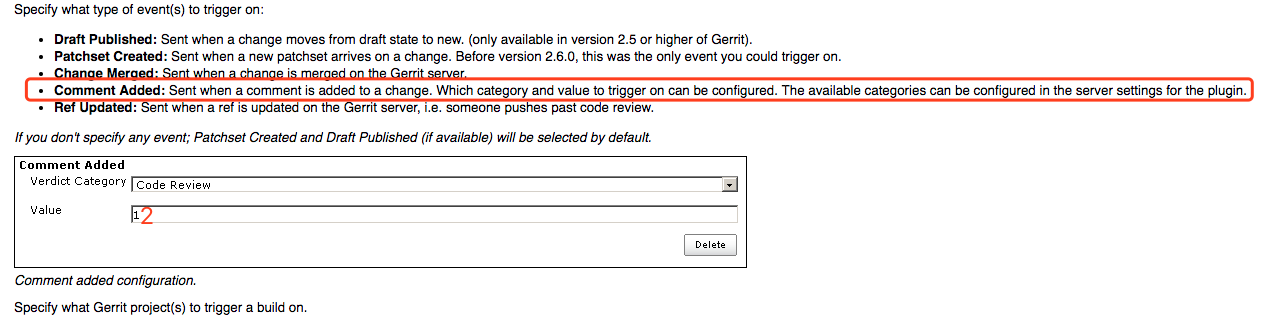 Specify what type of event(s) to trigger on:
• Draft Published: Sent when a change moves from draft state to new. (only available in version 2.5 or higher of Gerrit).
• Patchset Created: Sent when a new patchset arrives on a change. Before version 2.6.0, this was the only event you could trigger on.
• Change Merged: Sent when a change is merged on the Gerrit server.
• Comment Added: Sent when a comment is added to a change. Which category and value to trigger on can be configured. The available categories can be configured in the server settings for the plugin.
• Ref Updated: Sent when a ref is updated on the Gerrit server, i.e. someone pushes past code review.
If you don't specify any event; Patchset Created and Draft Published (if available) will be selected by default.
Comment Added
Verdict Category Code Review
Value 1 2
Delete
Comment added configuration.
Specify what Gerrit project(s) to trigger a build on.